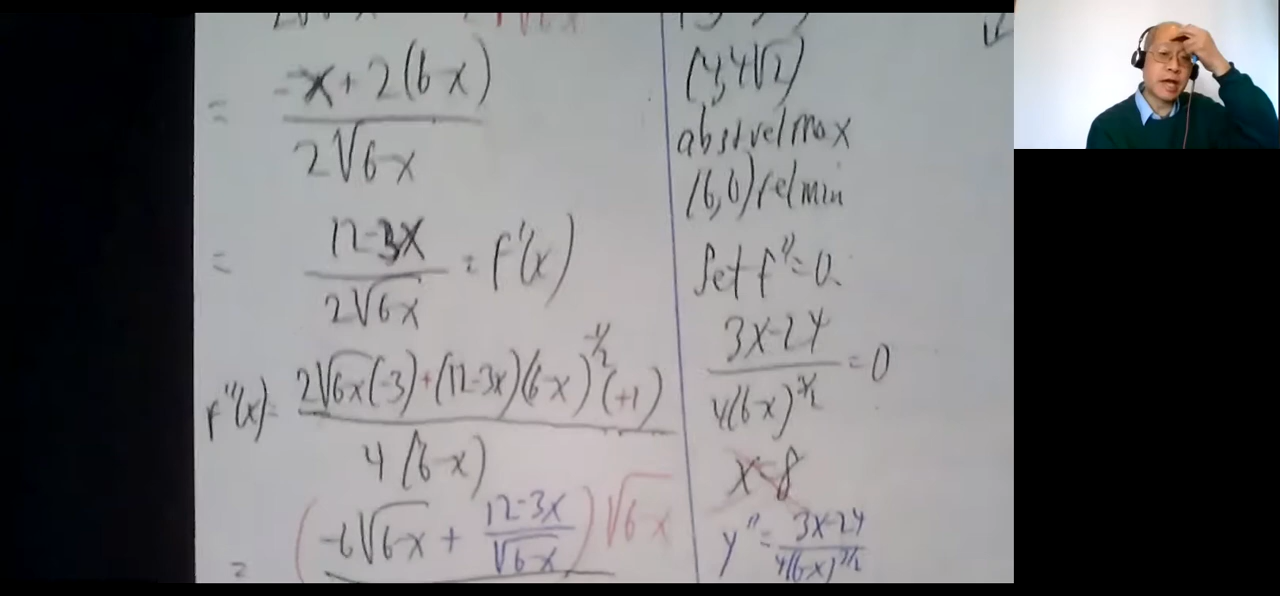 = -x + 2(6-x)
2√6-x
= 12-3x / 2√6-x = f'(x)
f''(x) = 2√6-x(-3) + (12-3x)(6-x)^-1/2 (+1)
4(6-x)
= (-6√6-x + 12-3x / √6-x) √6-x
(4, 4√2)
abs & rel max
(6,0) rel min
Set f''=0.
3x-24 / 4(6-x)^3/2 = 0
x=8
y'' = 3x-24 / 4(6-x)^3/2